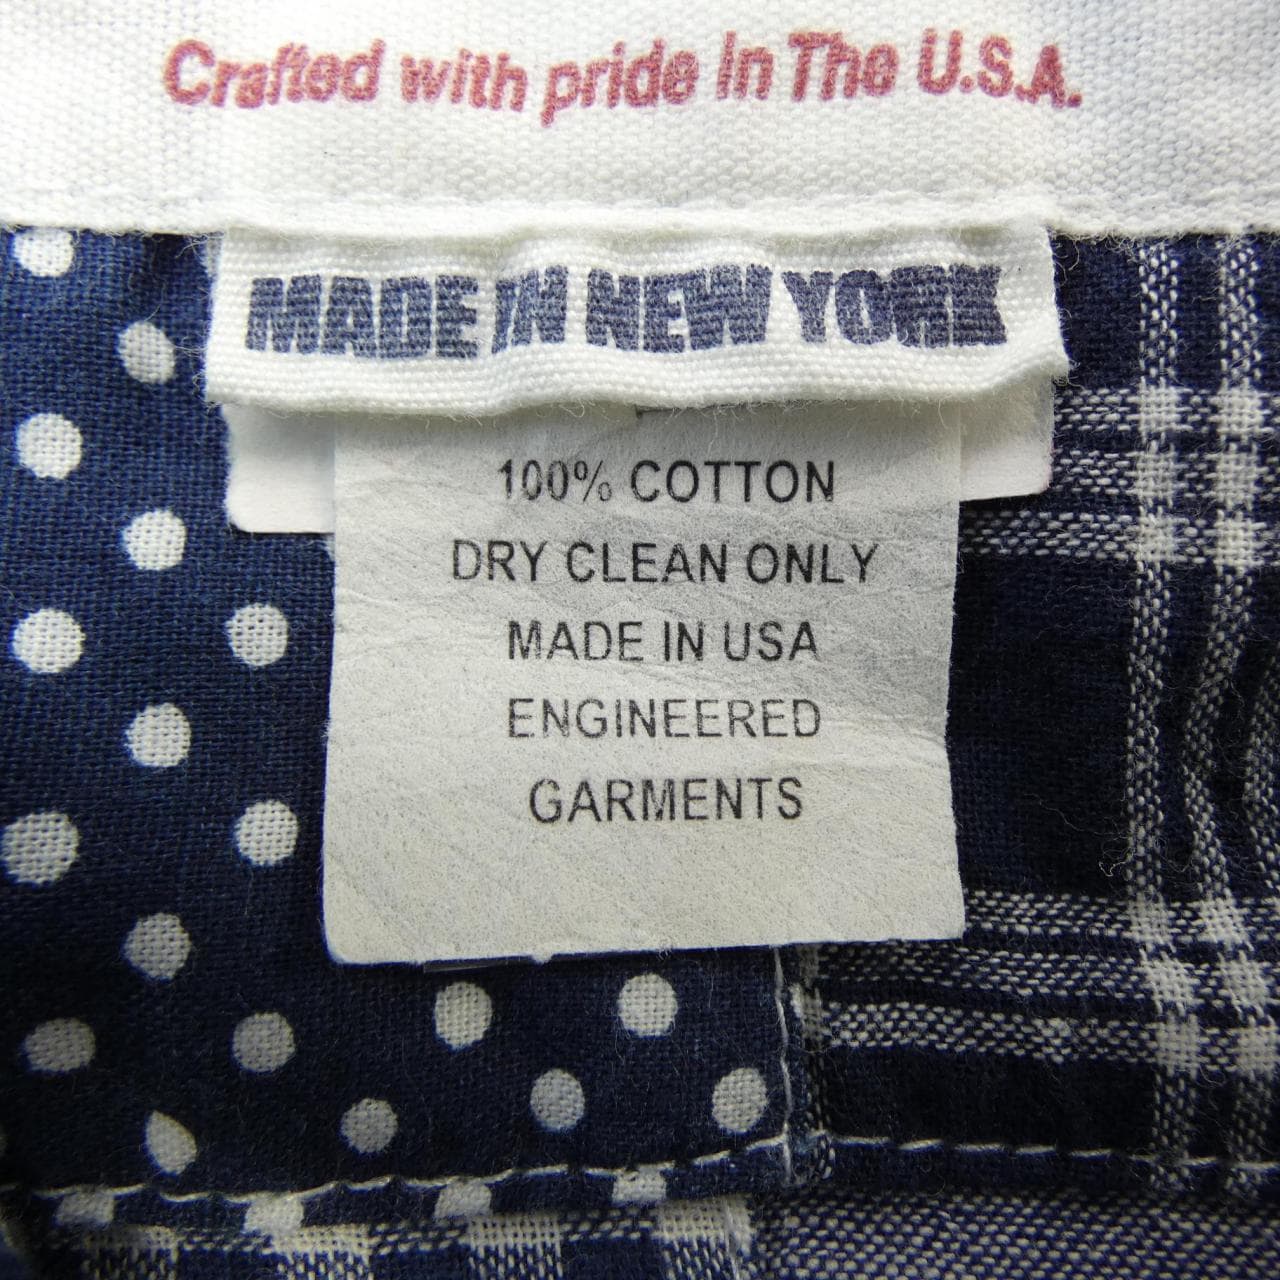 Crafted with pride In The U.S.A.
MADE IN NEW YORK
100% COTTON
DRY CLEAN ONLY
MADE IN USA
ENGINEERED
GARMENTS